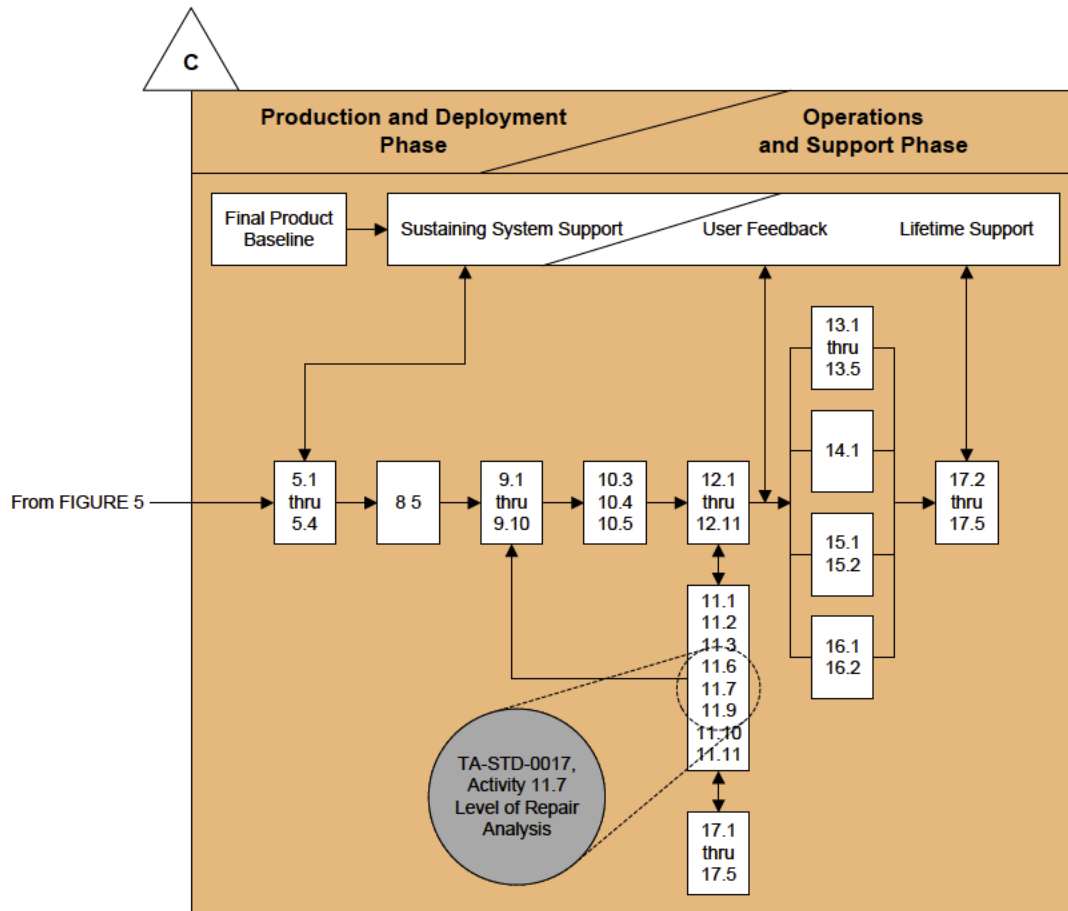 C
Production and Deployment
Phase
Operations
and Support Phase
Final Product
Baseline
Sustaining System Support
User Feedback
Lifetime Support
From FIGURE 5
5.1
thru
5.4
8 5
9.1
thru
9.10
10.3
10.4
10.5
12.1
thru
12.11
13.1
thru
13.5
14.1
15.1
15.2
16.1
16.2
17.2
thru
17.5
11.1
11.2
11.3
11.6
11.7
11.9
11.10
11.11
TA-STD-0017,
Activity 11.7
Level of Repair
Analysis
17.1
thru
17.5